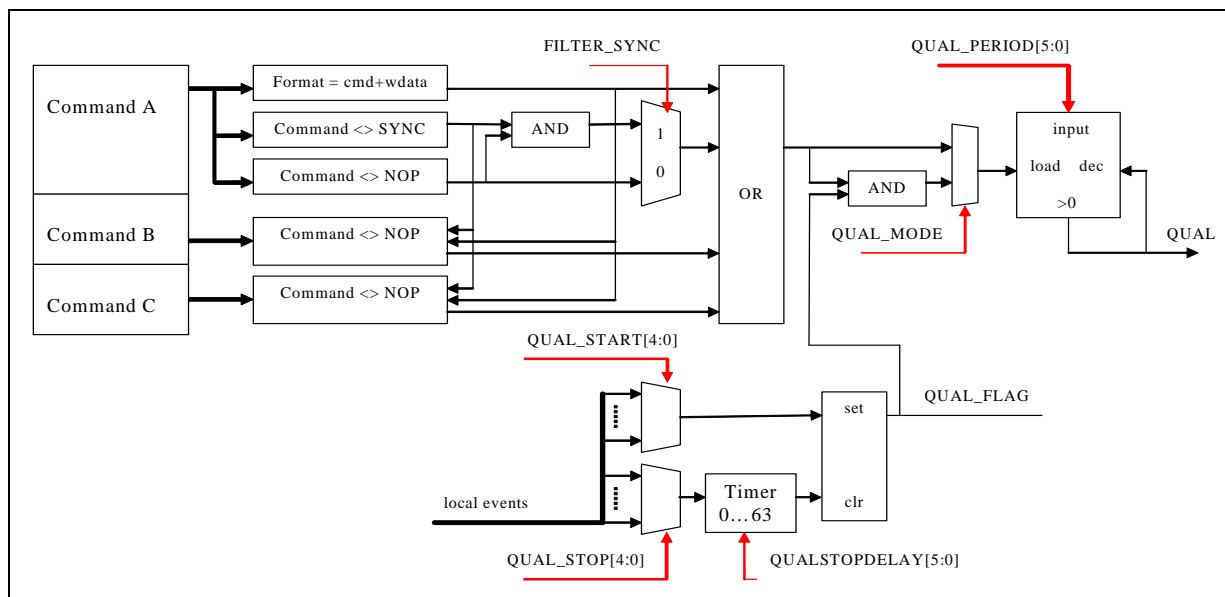 FILTER_SYNC
QUAL_PERIOD[5:0]
Command A
Format = cmd+wdata
Command <> SYNC
AND
1
0
Command <> NOP
OR
input
load dec
>0
AND
Command B
Command <> NOP
QUAL_MODE
QUAL
Command C
Command <> NOP
QUAL_START[4:0]
set
QUAL_FLAG
local events
Timer
0...63
clr
QUAL_STOP[4:0]
QUALSTOPDELAY[5:0]